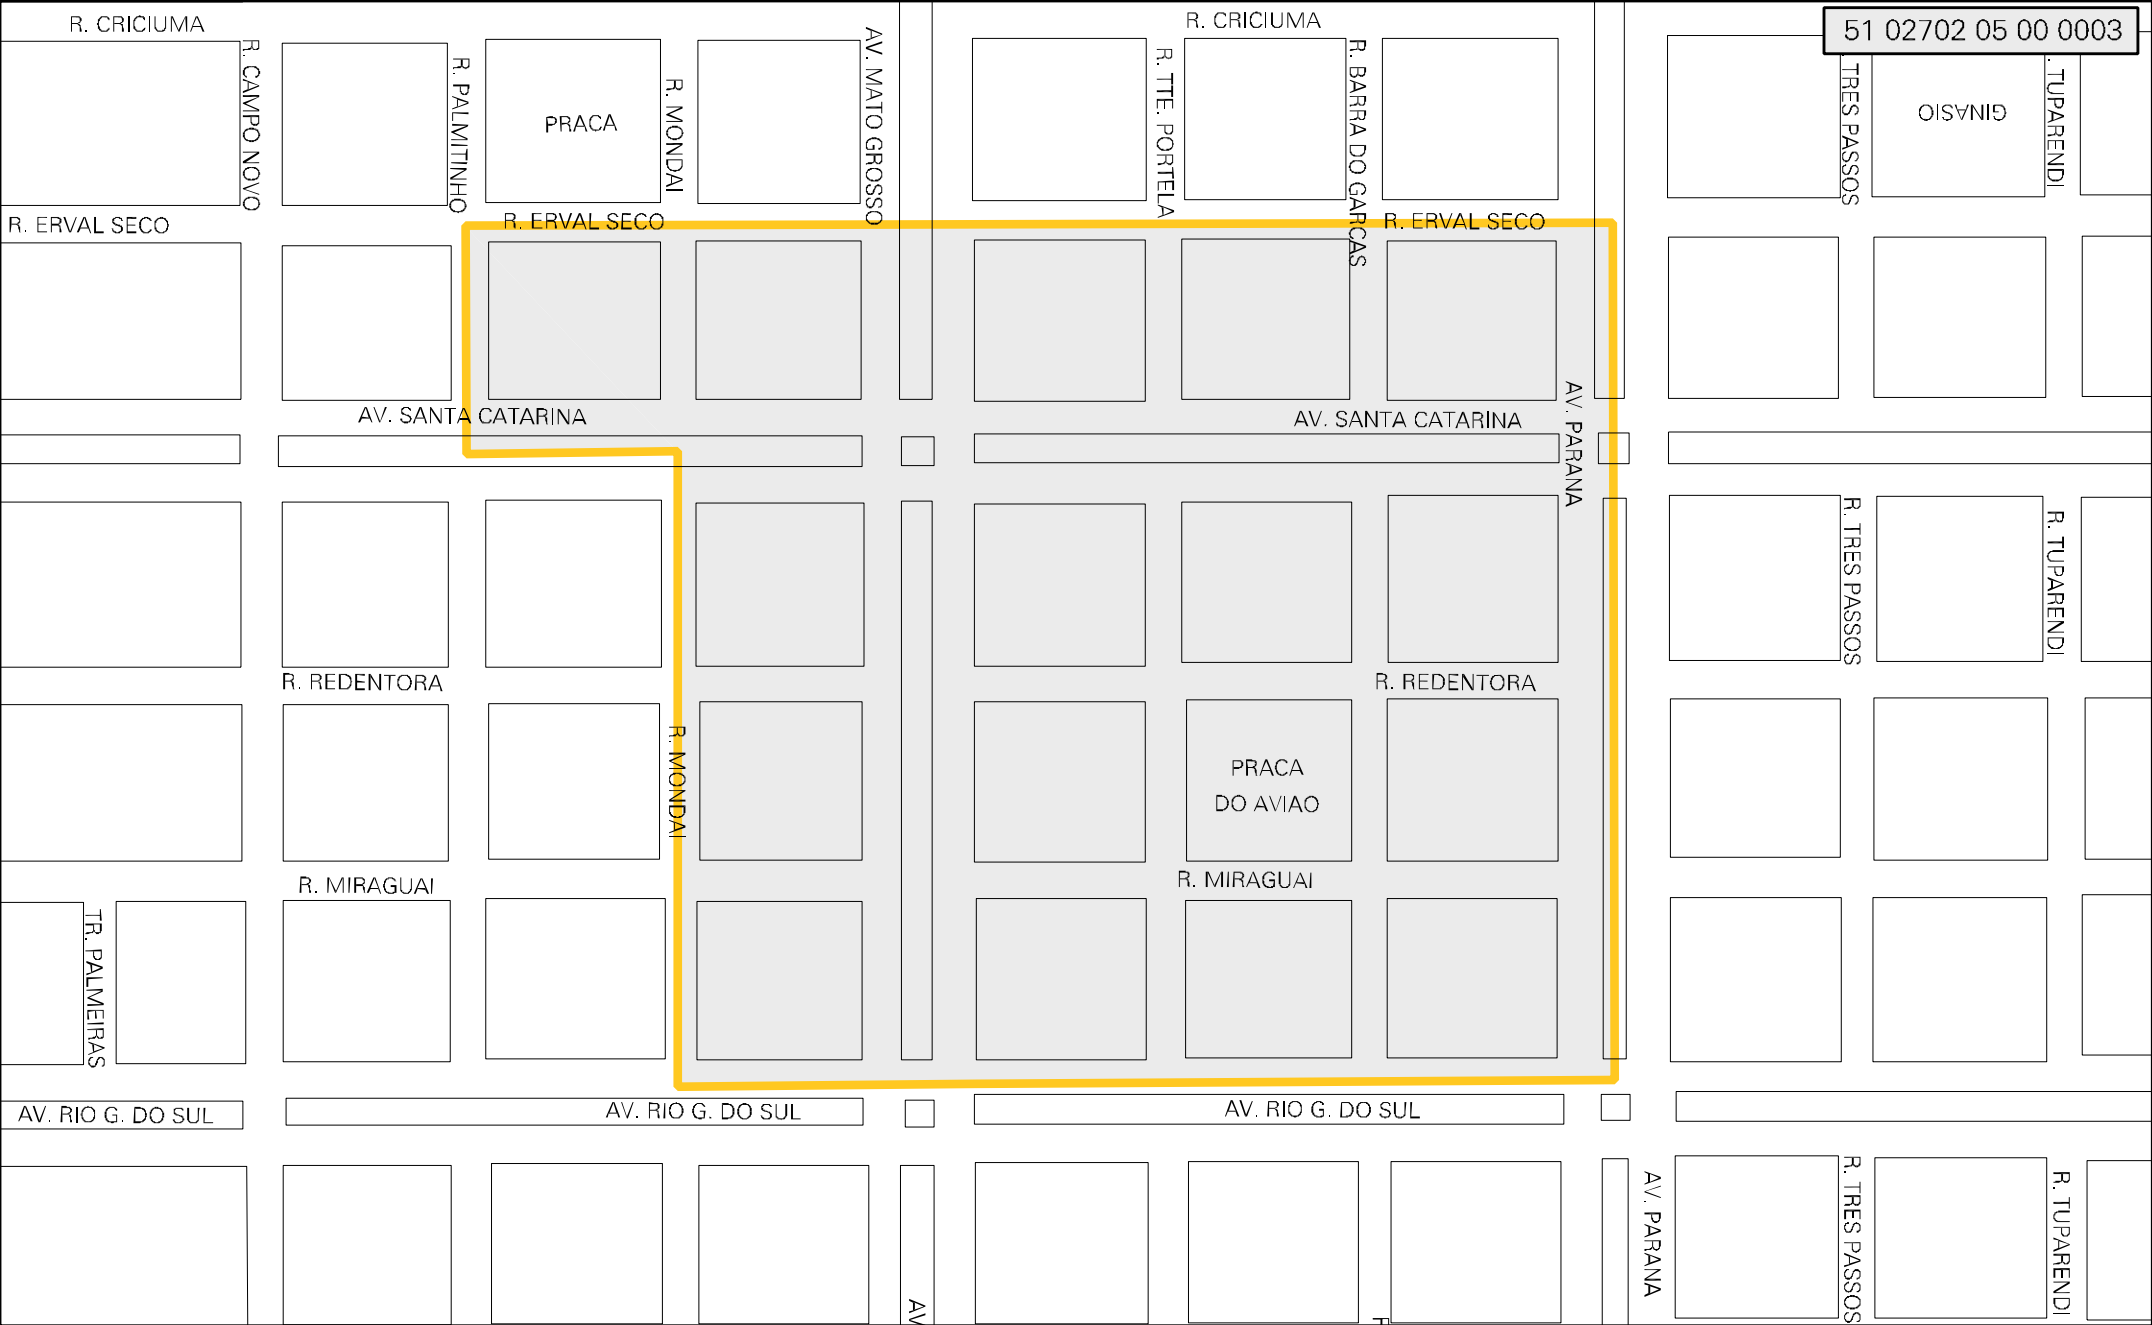 R. CRICIUMA
R. CRICIUMA
51 02702 05 00 0003
R. CAMPO NOVO
R. PALMITINHO
PRACA
R. MONDAI
AV. MATO GROSSO
R. TTE. PORTELA
R. BARRA DO GARCAS
TRES PASSOS
GINASIO
. TUPARENDI
R. ERVAL SECO
R. ERVAL SECO
R. ERVAL SECO
AV. SANTA CATARINA
AV. SANTA CATARINA
AV. PARANA
R. TRES PASSOS
R. TUPARENDI
R. REDENTORA
R. REDENTORA
R. MONDAI
PRACA
DO AVIAO
R. MIRAGUAI
R. MIRAGUAI
TR. PALMEIRAS
AV. RIO G. DO SUL
AV. RIO G. DO SUL
AV. RIO G. DO SUL
AV. PARANA
R. TRES PASSOS
R. TUPARENDI
AV